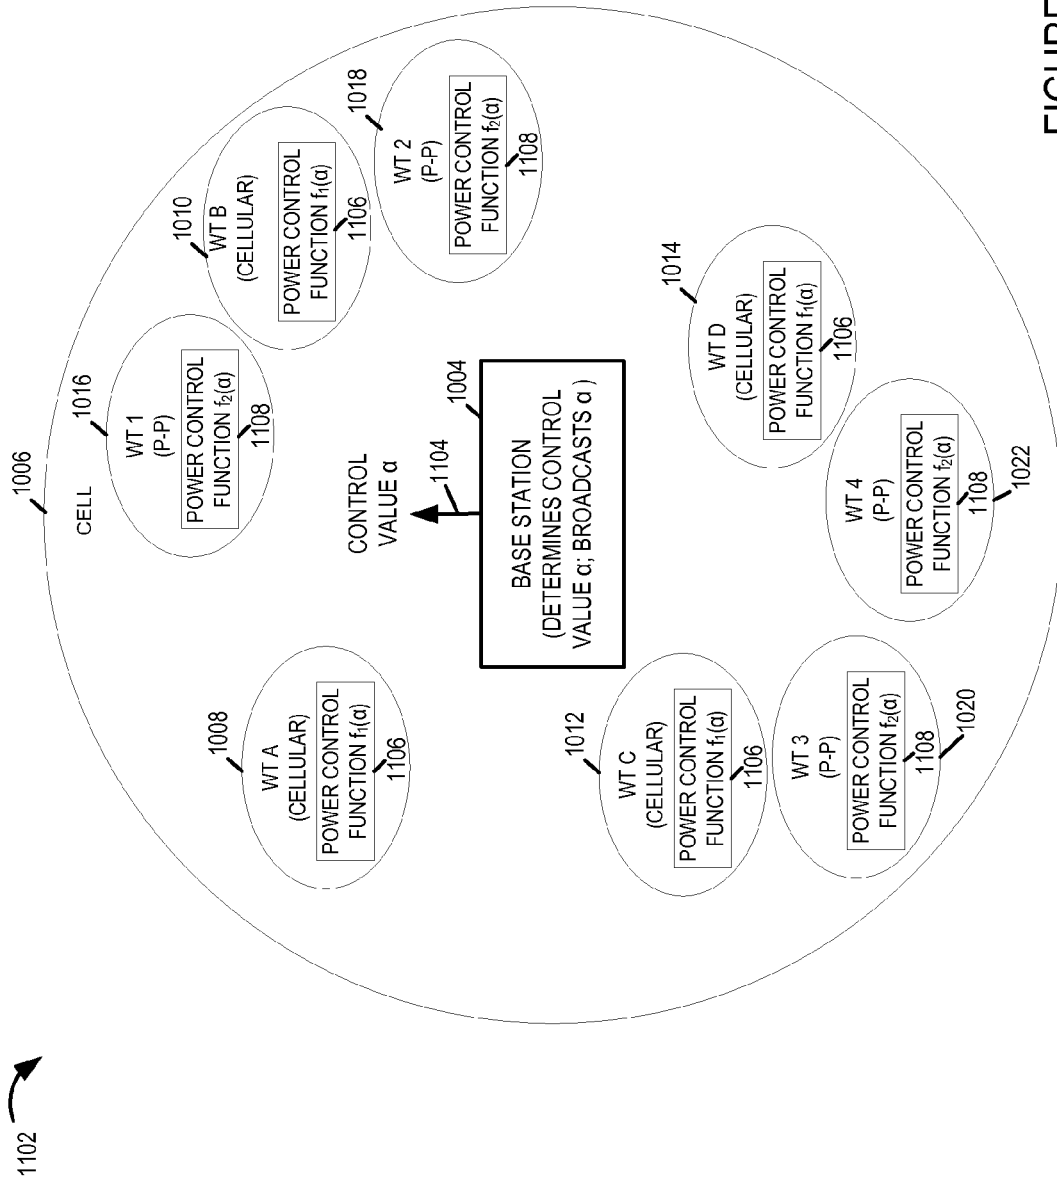 1102
1006
CELL
1016
WT 1
(P-P)
POWER CONTROL
FUNCTION f₂(α)
1108
1010
WT B
(CELLULAR)
POWER CONTROL
FUNCTION f₁(α)
1106
1018
WT 2
(P-P)
POWER CONTROL
FUNCTION f₂(α)
1108
1008
WT A
(CELLULAR)
POWER CONTROL
FUNCTION f₁(α)
1106
CONTROL
VALUE α
1104
1004
BASE STATION
(DETERMINES CONTROL
VALUE α; BROADCASTS α )
1014
WT D
(CELLULAR)
POWER CONTROL
FUNCTION f₁(α)
1106
1012
WT C
(CELLULAR)
POWER CONTROL
FUNCTION f₁(α)
1106
WT 3
(P-P)
POWER CONTROL
FUNCTION f₂(α)
1108
1020
WT 4
(P-P)
POWER CONTROL
FUNCTION f₂(α)
1108
1022